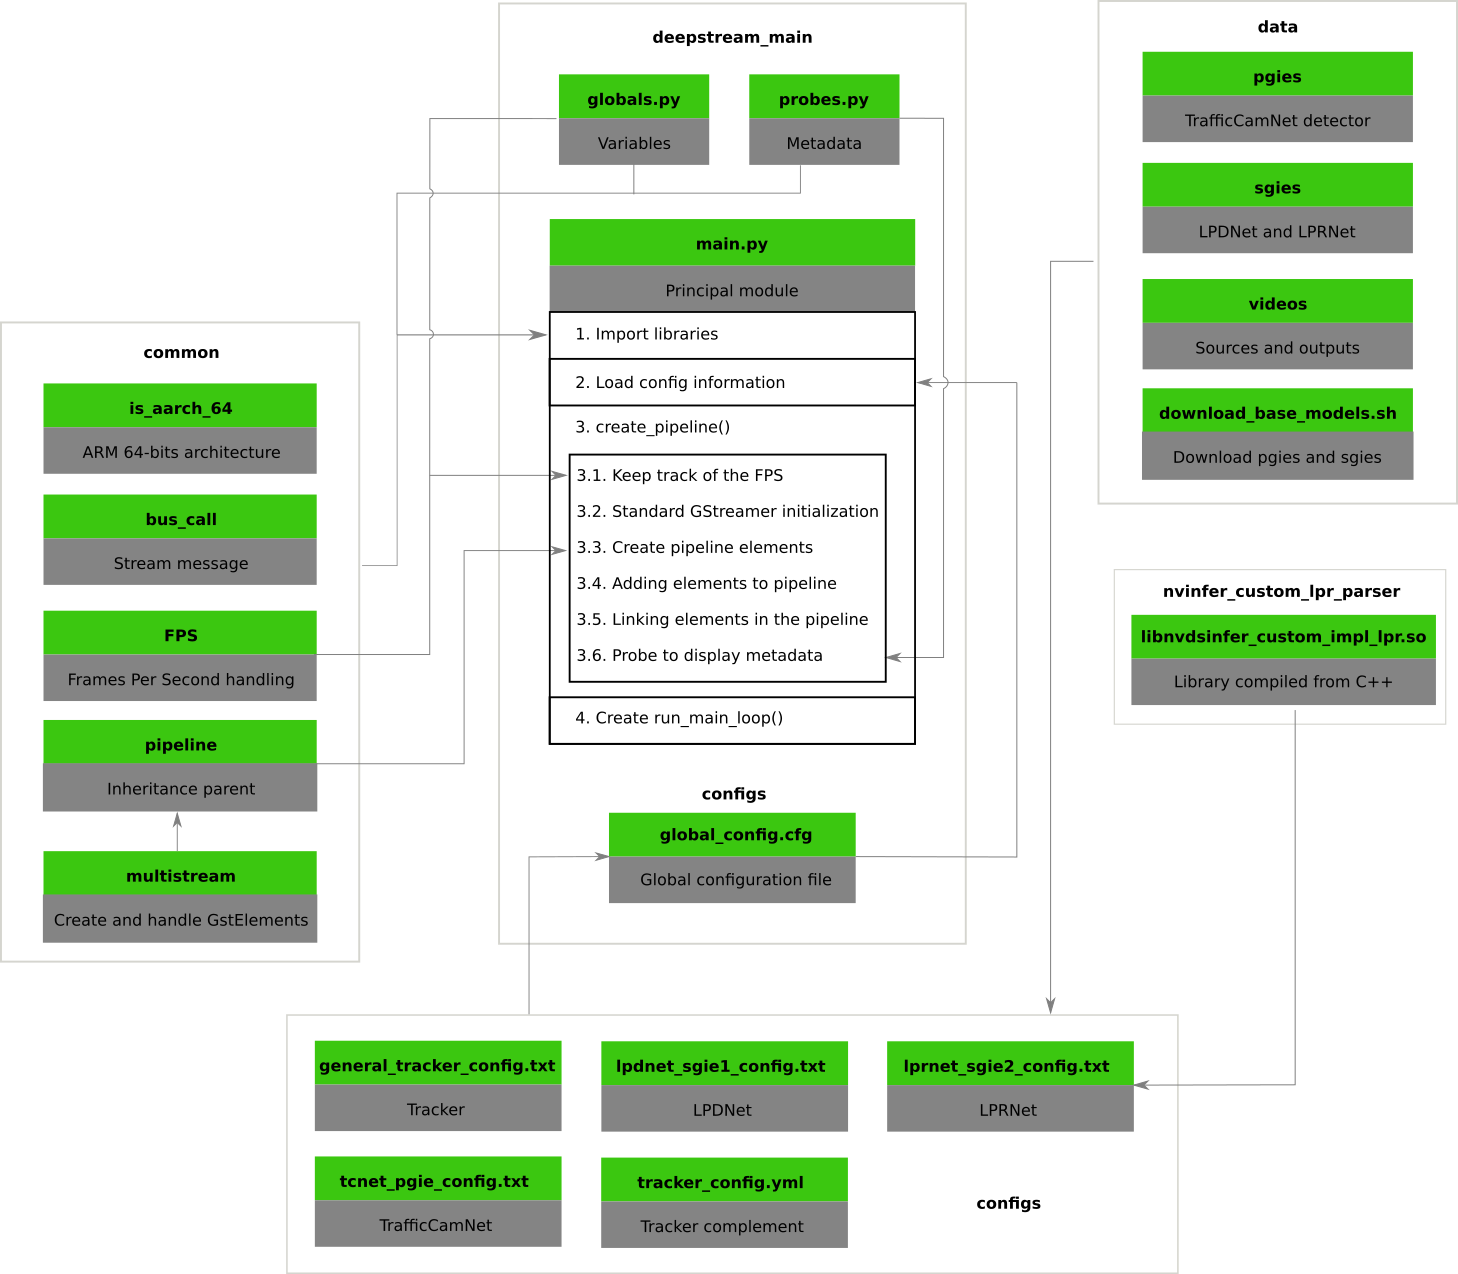 deepstream_main
globals.py
Variables
probes.py
Metadata
main.py
Principal module
1. Import libraries
2. Load config information
3. create_pipeline()
3.1. Keep track of the FPS
3.2. Standard GStreamer initialization
3.3. Create pipeline elements
3.4. Adding elements to pipeline
3.5. Linking elements in the pipeline
3.6. Probe to display metadata
4. Create run_main_loop()
configs
global_config.cfg
Global configuration file
common
is_aarch_64
ARM 64-bits architecture
bus_call
Stream message
FPS
Frames Per Second handling
pipeline
Inheritance parent
multistream
Create and handle GstElements
data
pgies
TrafficCamNet detector
sgies
LPDNet and LPRNet
videos
Sources and outputs
download_base_models.sh
Download pgies and sgies
nvinfer_custom_lpr_parser
libnvdsinfer_custom_impl_lpr.so
Library compiled from C++
general_tracker_config.txt
Tracker
lpdnet_sgie1_config.txt
LPDNet
lprnet_sgie2_config.txt
LPRNet
tcnet_pgie_config.txt
TrafficCamNet
tracker_config.yml
Tracker complement
configs